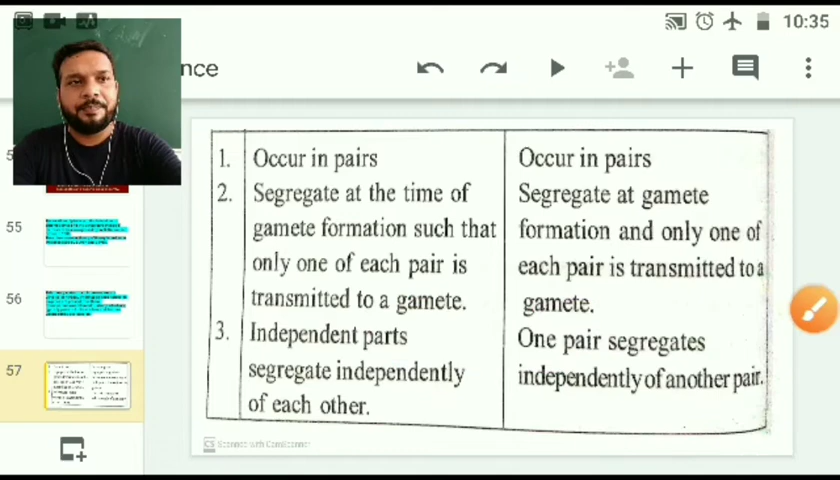 10:35
nce
1. Occur in pairs
2. Segregate at the time of
gamete formation such that
only one of each pair is
transmitted to a gamete.
3. Independent parts
segregate independently
of each other.
Occur in pairs
Segregate at gamete
formation and only one of
each pair is transmitted to a
gamete.
One pair segregates
independently of another pair.
55
56
57
CS Scanned with CamScanner